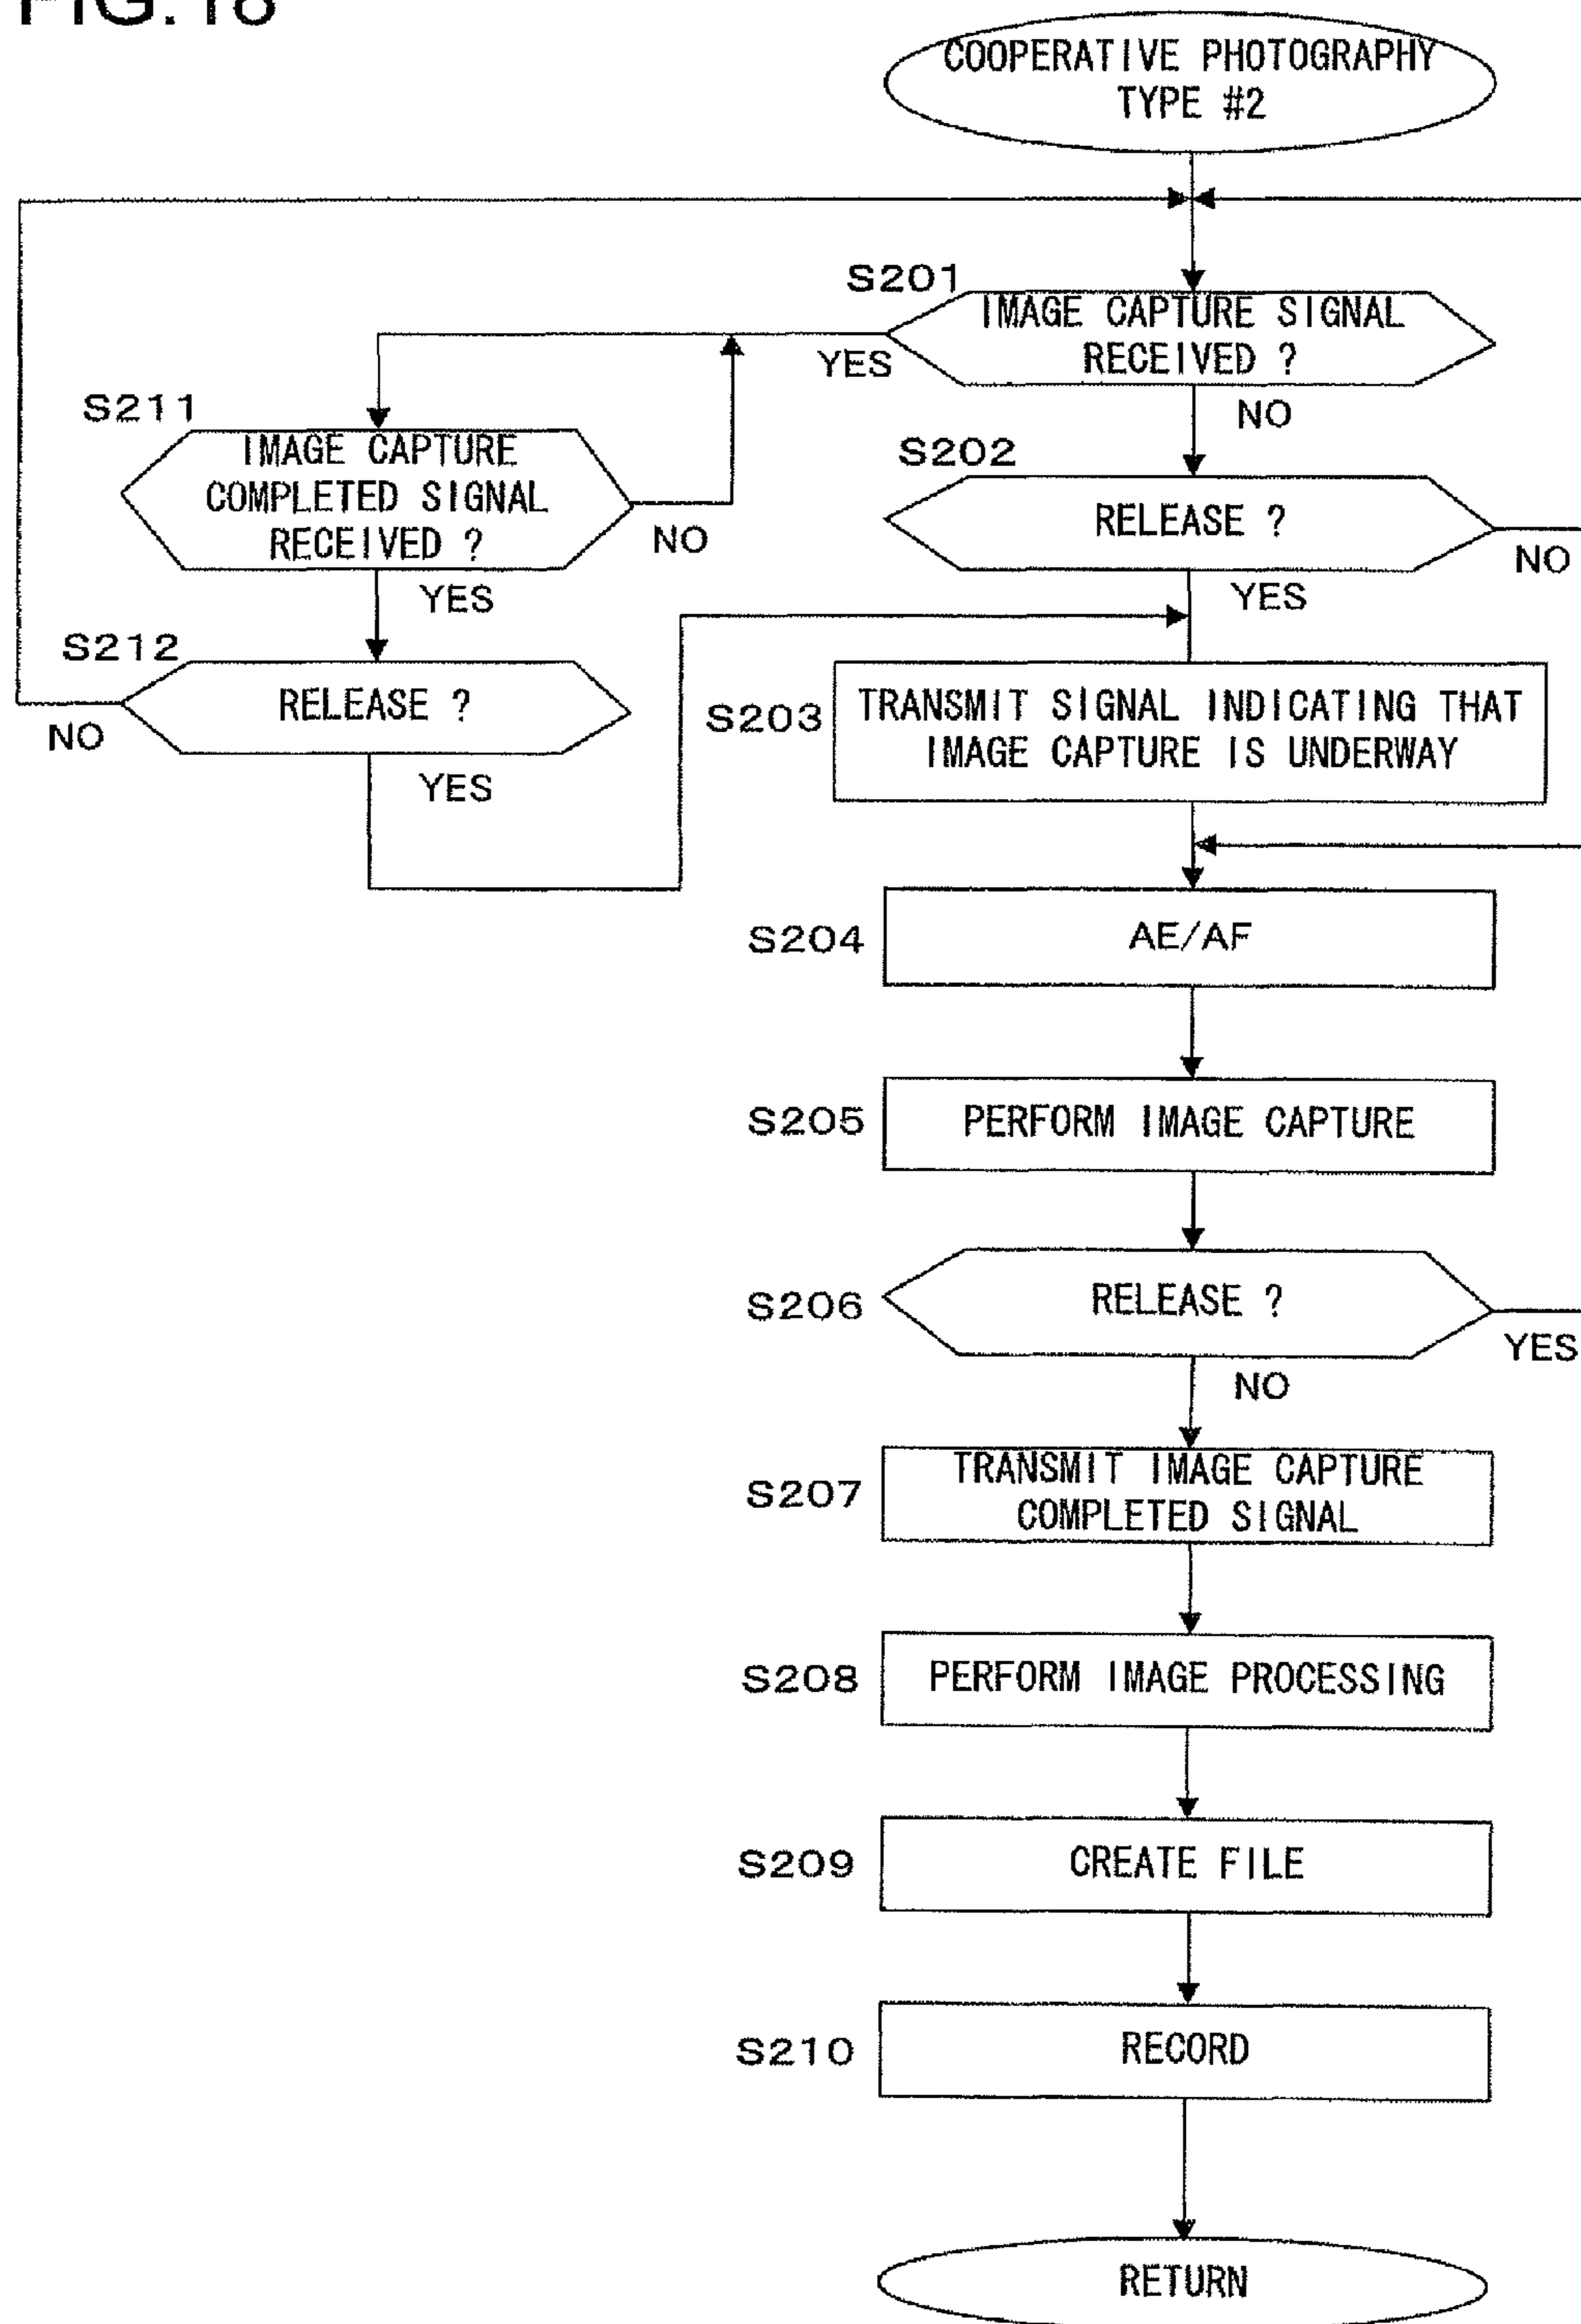 FIG. 18
COOPERATIVE PHOTOGRAPHY
TYPE #2
S201
IMAGE CAPTURE SIGNAL
RECEIVED ?
YES
NO
S211
IMAGE CAPTURE
COMPLETED SIGNAL
RECEIVED ?
NO
YES
S202
RELEASE ?
NO
YES
S212
RELEASE ?
NO
YES
S203
TRANSMIT SIGNAL INDICATING THAT
IMAGE CAPTURE IS UNDERWAY
S204
AE/AF
S205
PERFORM IMAGE CAPTURE
S206
RELEASE ?
YES
NO
S207
TRANSMIT IMAGE CAPTURE
COMPLETED SIGNAL
S208
PERFORM IMAGE PROCESSING
S209
CREATE FILE
S210
RECORD
RETURN